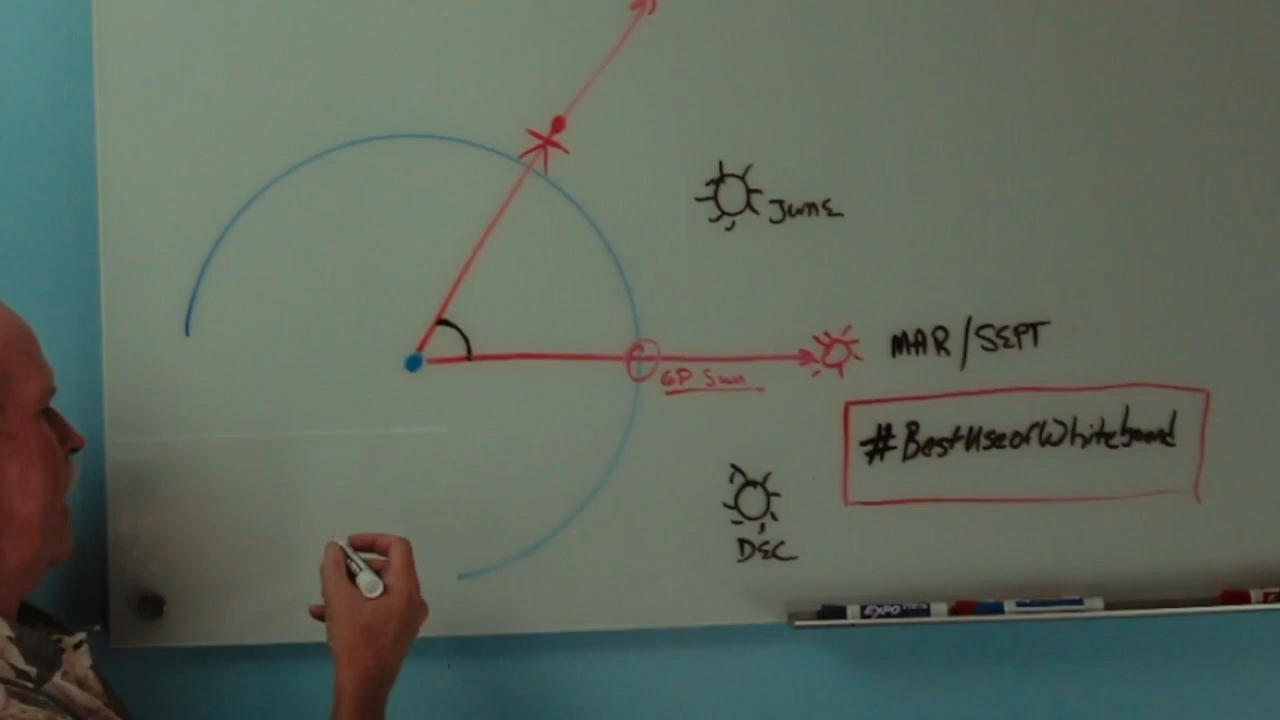 JUNE
MAR/SEPT
GP Sun
#BestUseofWhiteboard
DEC
EXPO